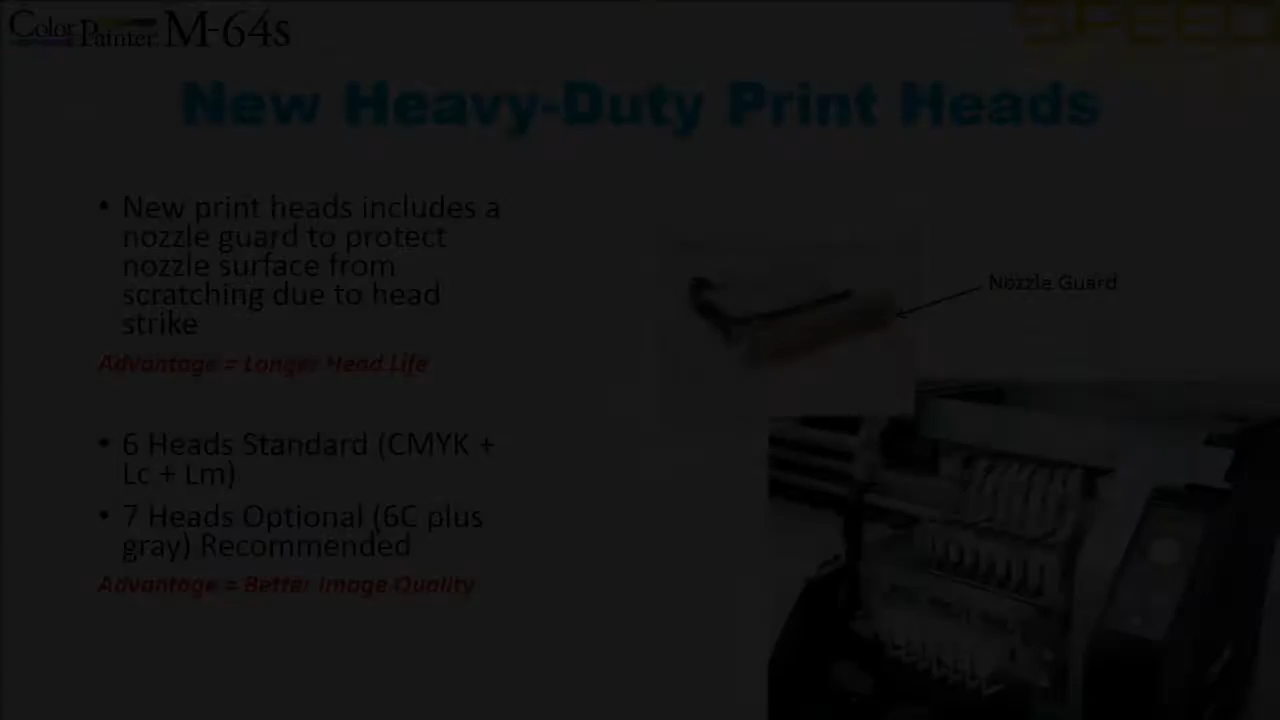 Color Painter M-64s
SPEED
New Heavy-Duty Print Heads
• New print heads includes a
nozzle guard to protect
nozzle surface from
scratching due to head
strike
Advantage = Longer Head Life
Nozzle Guard
• 6 Heads Standard (CMYK +
Lc + Lm)
• 7 Heads Optional (6C plus
gray) Recommended
Advantage = Better Image Quality